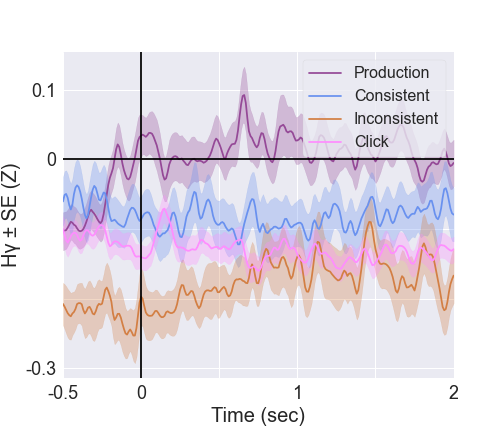 Production
Consistent
Inconsistent
Click
0.1
0
-0.3
Hγ ± SE (Z)
-0.5
0
1
2
Time (sec)